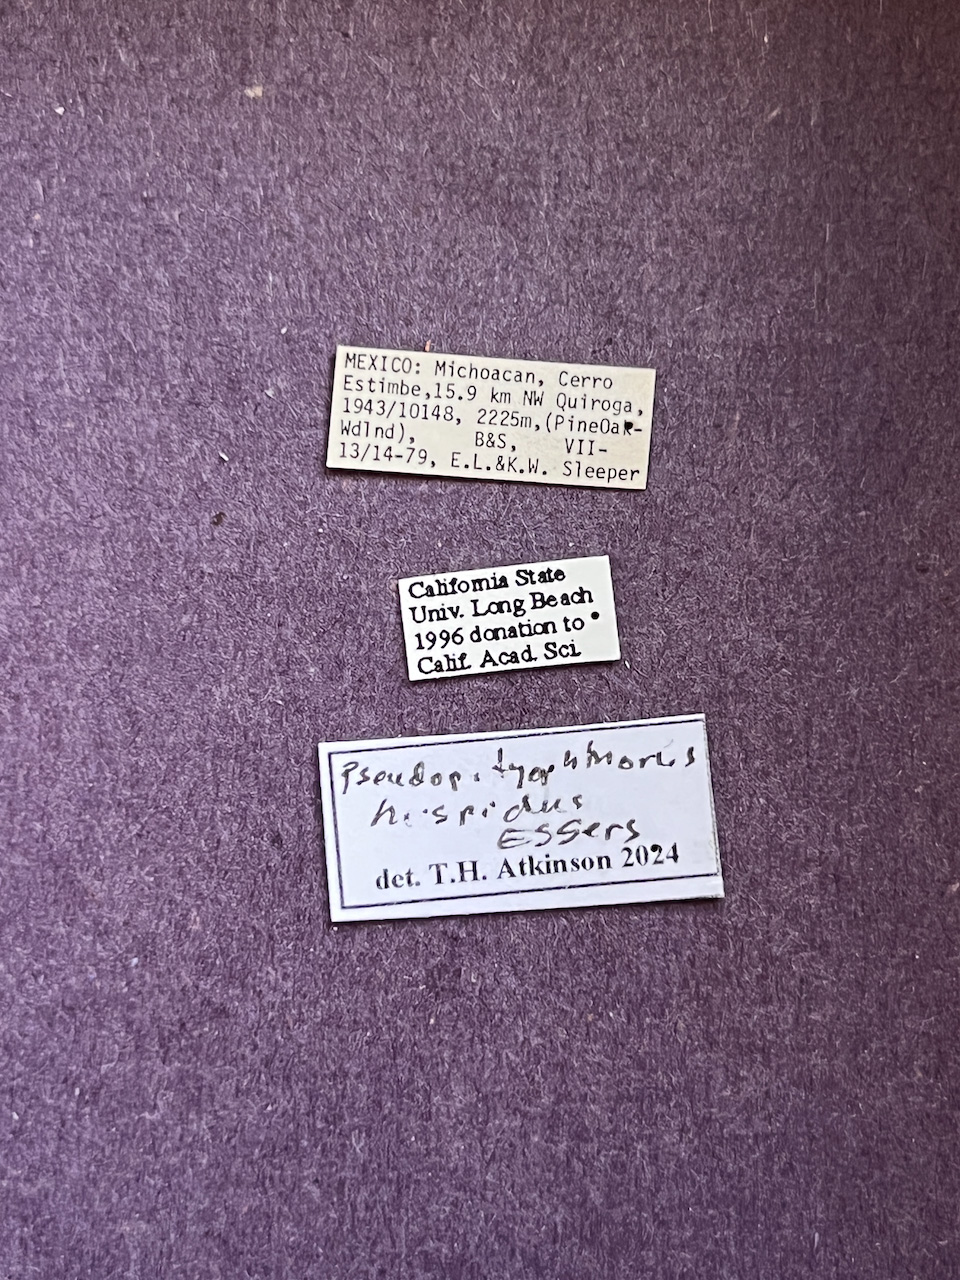 MEXICO: Michoacan, Cerro
Estimbe,15.9 km NW Quiroga,
1943/10148, 2225m,(PineOak-
Wdlnd), B&S, VII-
13/14-79, E.L.&K.W. Sleeper
California State
Univ. Long Beach
1996 donation to
Calif. Acad. Sci.
Pseudopityophthorus
hispidus
Eggers
det. T.H. Atkinson 2024